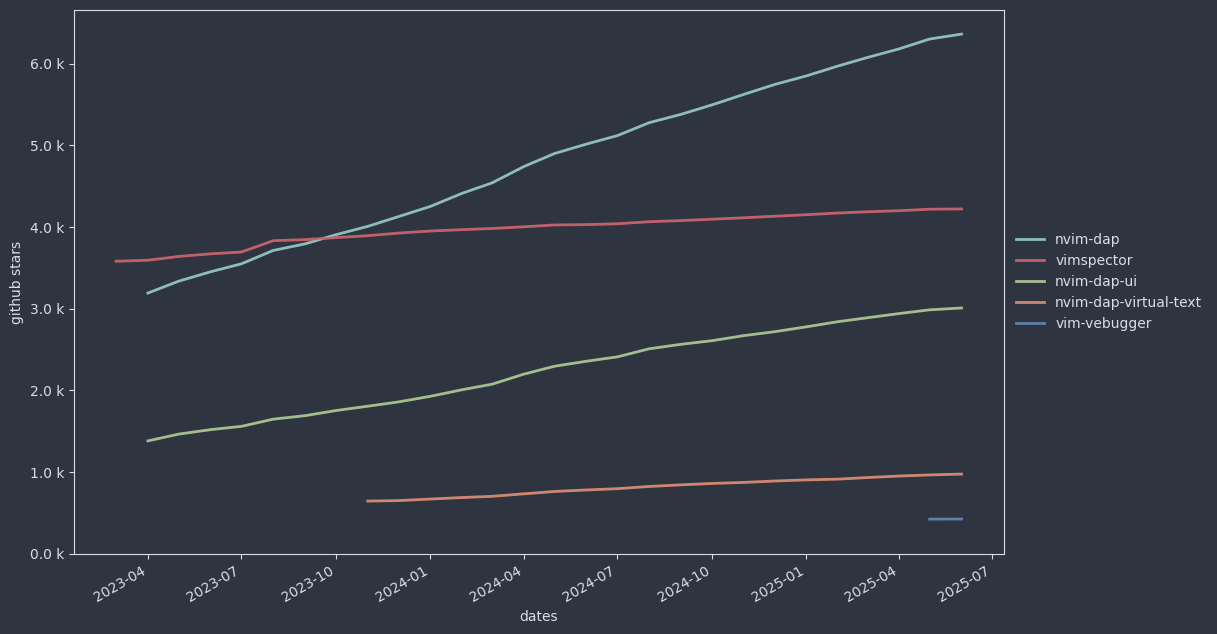 6.0 k
5.0 k
4.0 k
3.0 k
2.0 k
1.0 k
0.0 k
github stars
2023-04
2023-07
2023-10
2024-01
2024-04
2024-07
2024-10
2025-01
2025-04
2025-07
dates
nvim-dap
vimspector
nvim-dap-ui
nvim-dap-virtual-text
vim-vebugger